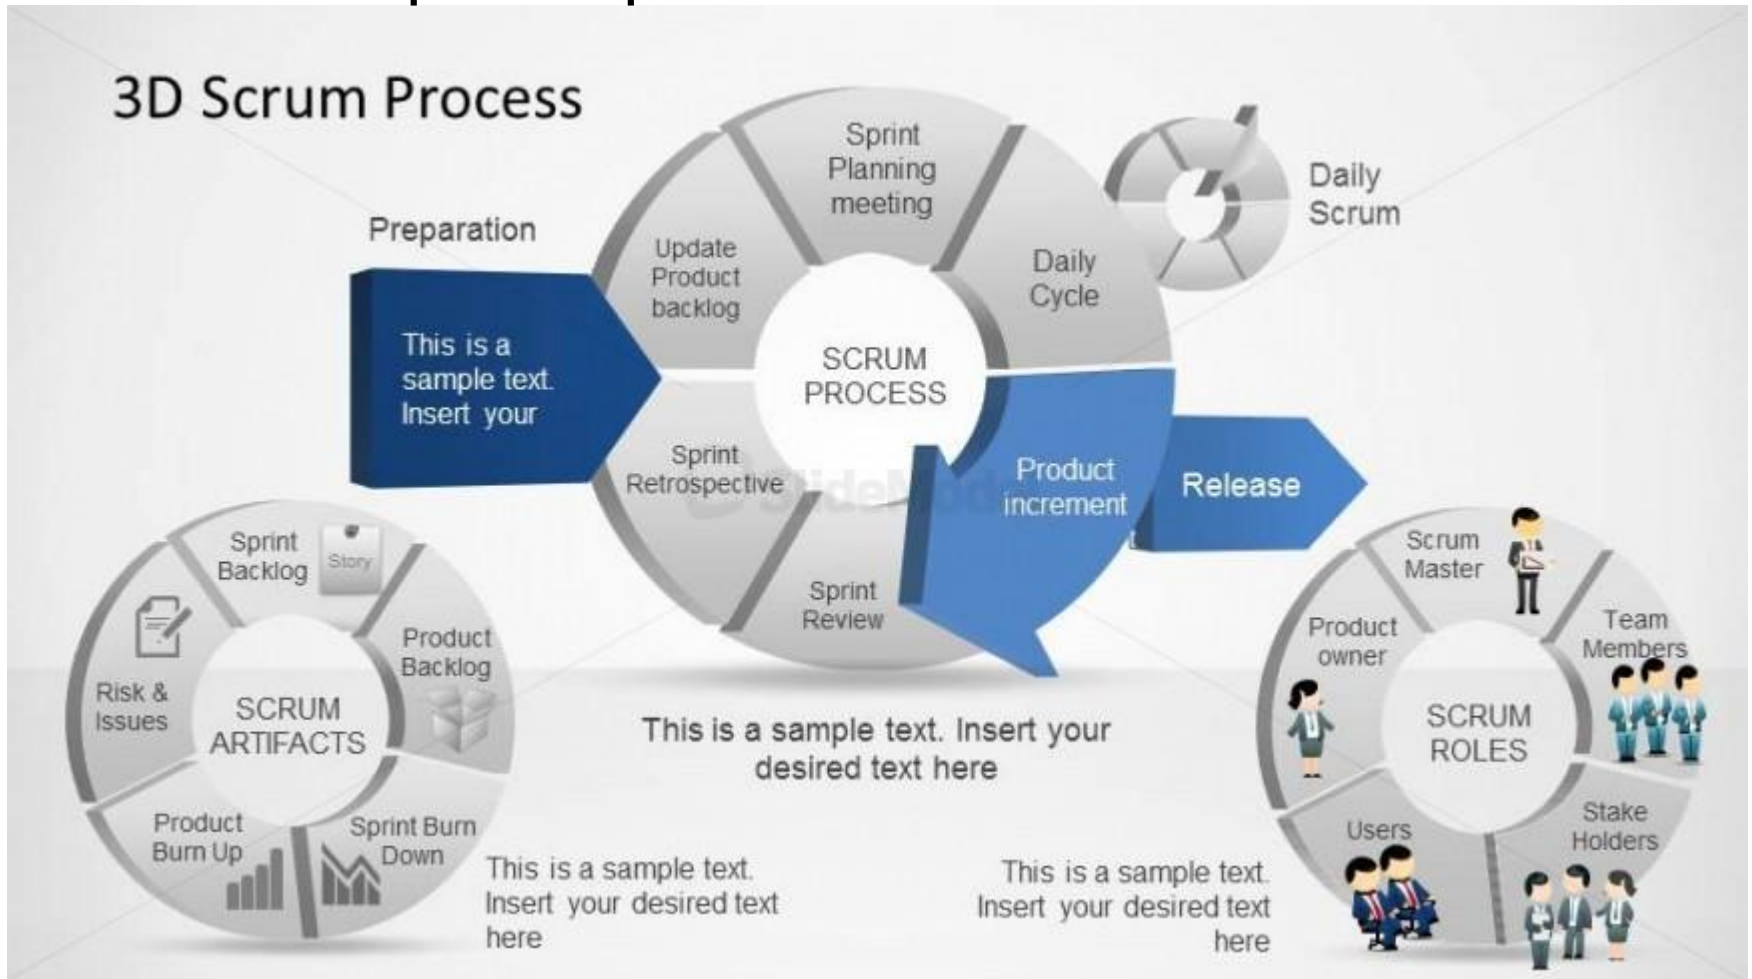 3D Scrum Process
Sprint
Planning
meeting
Daily
Scrum
Preparation
Update
Product
backlog
Daily
Cycle
This is a
sample text.
Insert your
SCRUM
PROCESS
Sprint
Retrospective
Product
increment
Release
Sprint
Review
Sprint
Backlog
Story
Product
Backlog
Risk &
Issues
SCRUM
ARTIFACTS
Product
Burn Up
Sprint Burn
Down
This is a sample text. Insert your
desired text here
This is a sample text.
Insert your desired text
here
This is a sample text.
Insert your desired text
here
Scrum
Master
Team
Members
Product
owner
SCRUM
ROLES
Stake
Holders
Users